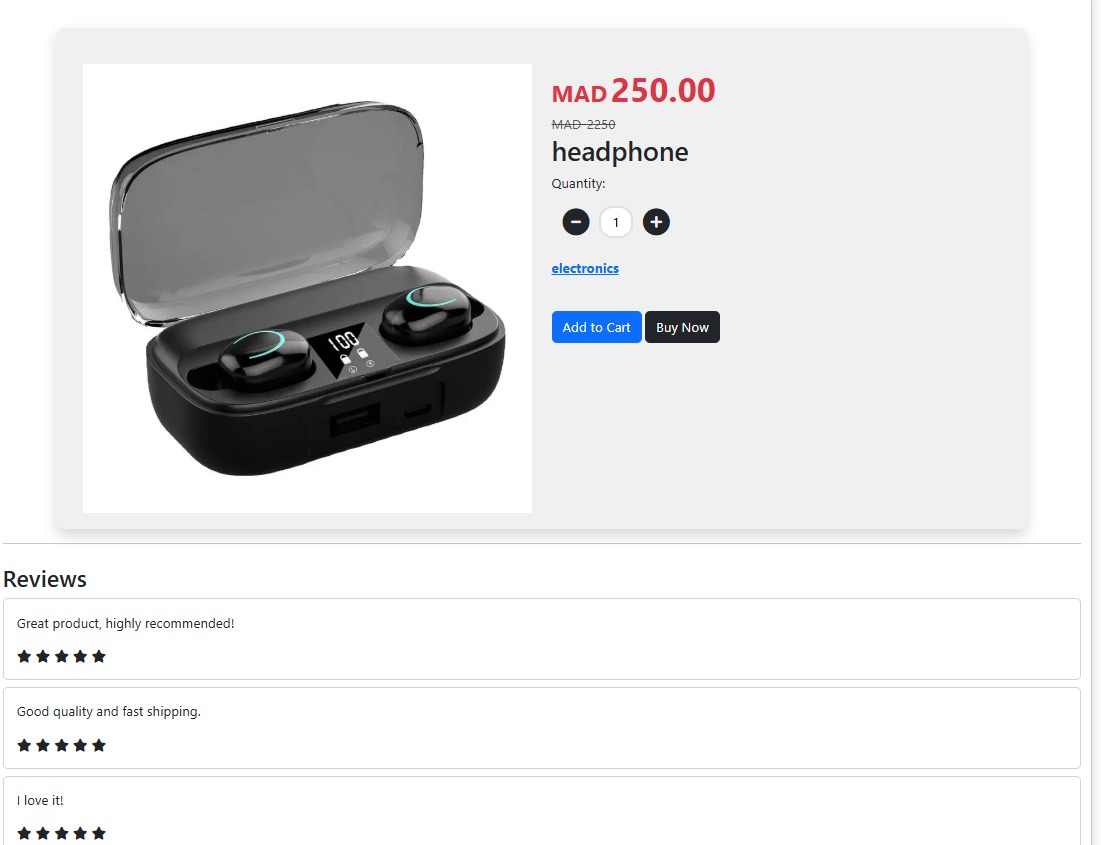 MAD 250.00
MAD 2250
headphone
Quantity:
1
electronics
Add to Cart
Buy Now
100
Reviews
Great product, highly recommended!
Good quality and fast shipping.
I love it!